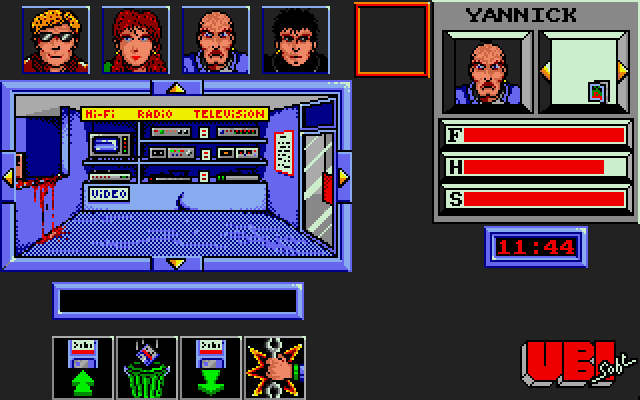 YANNICK
Hi-Fi RADIO TELEVISION
F
H
VIDEO
S
11:44
UBI
Soft